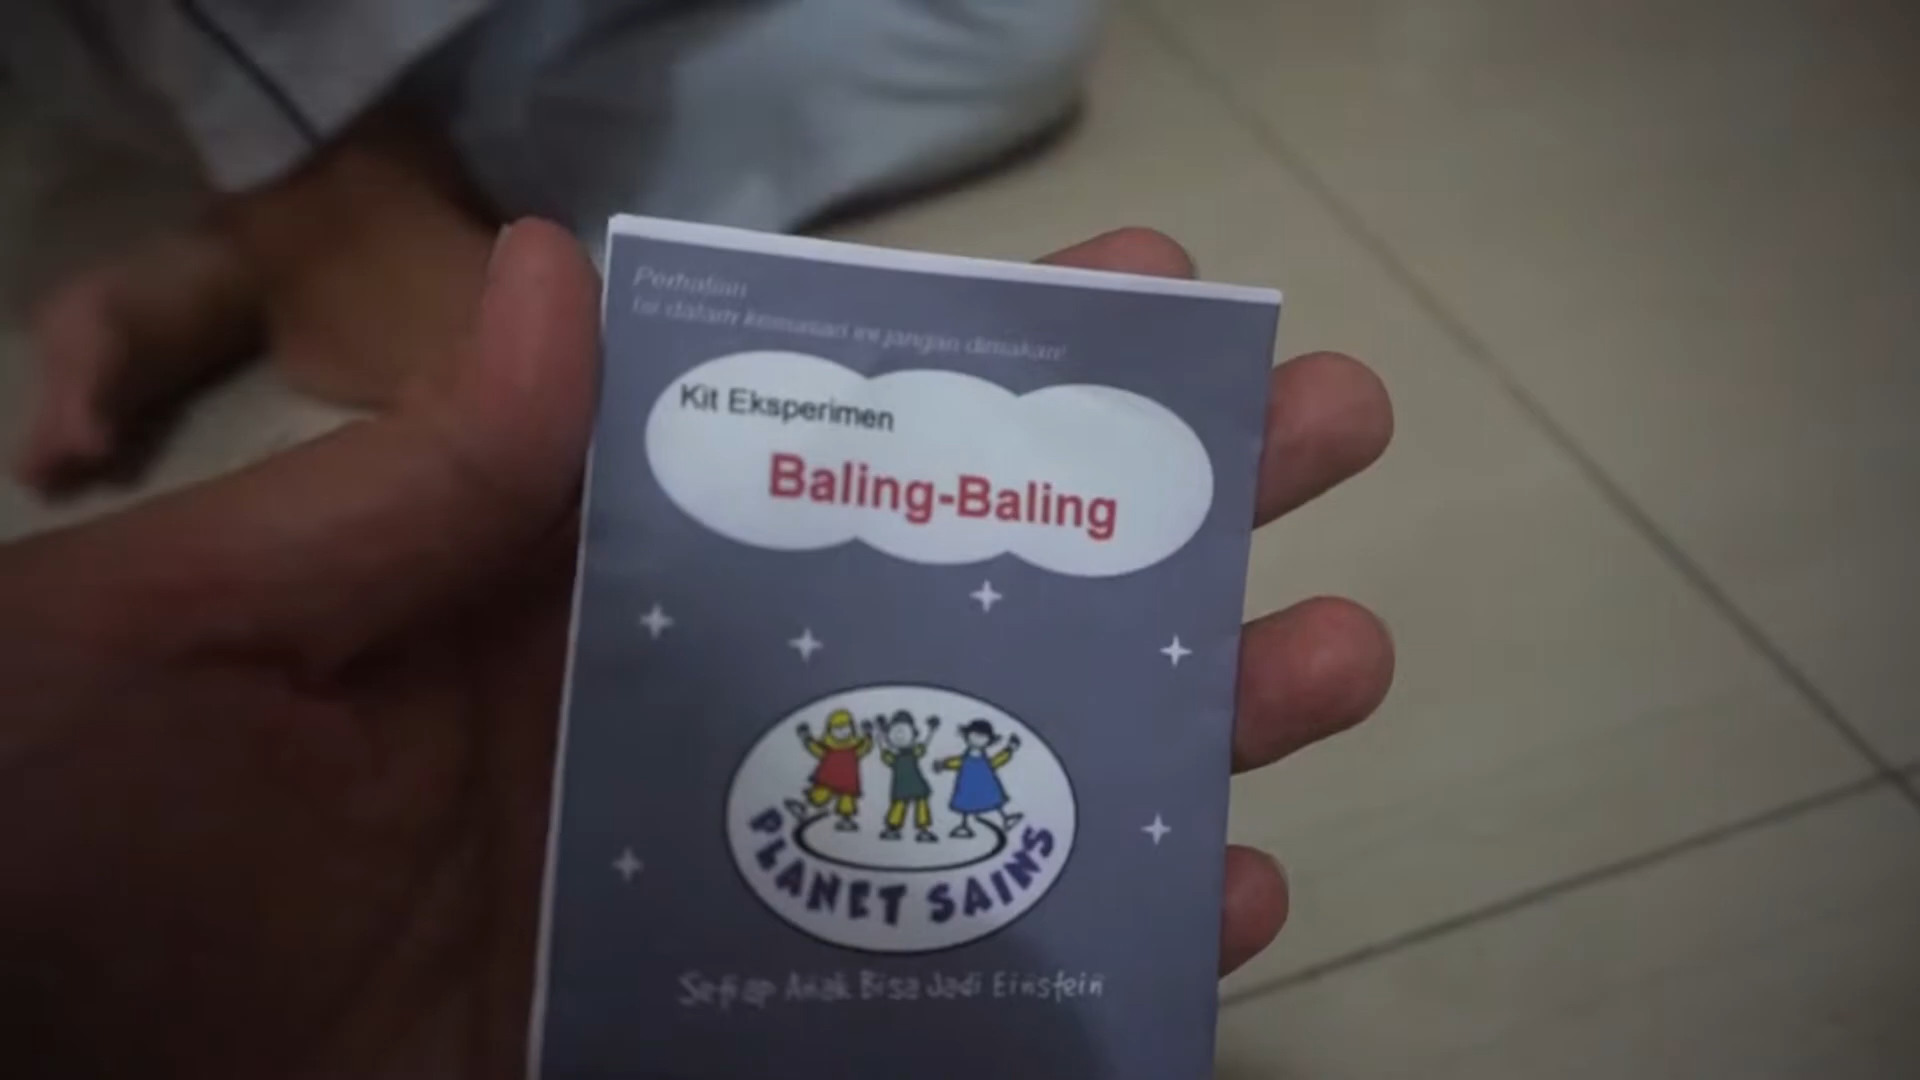 Perhatian
Isi dalam kemasan ini jangan dimakan!
Kit Eksperimen
Baling-Baling
PLANET SAINS
Setiap Anak Bisa Jadi Einstein